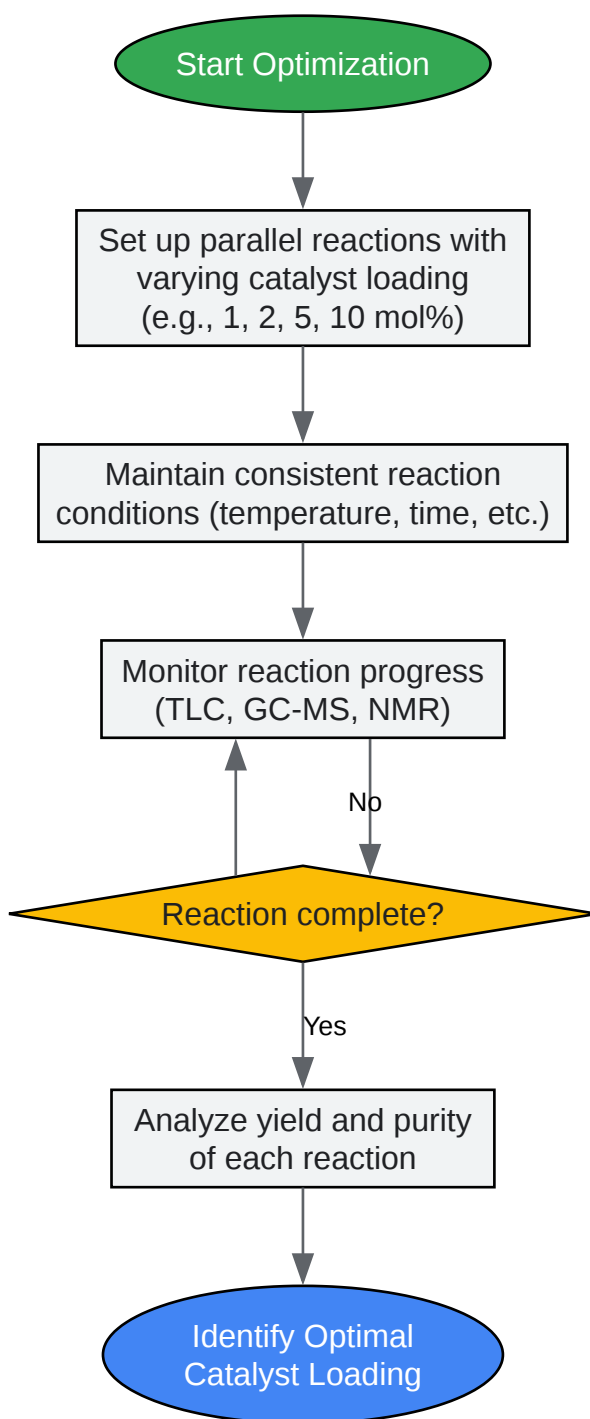 Start Optimization
Set up parallel reactions with
varying catalyst loading
(e.g., 1, 2, 5, 10 mol%)
Maintain consistent reaction
conditions (temperature, time, etc.)
Monitor reaction progress
(TLC, GC-MS, NMR)
No
Reaction complete?
Yes
Analyze yield and purity
of each reaction
Identify Optimal
Catalyst Loading